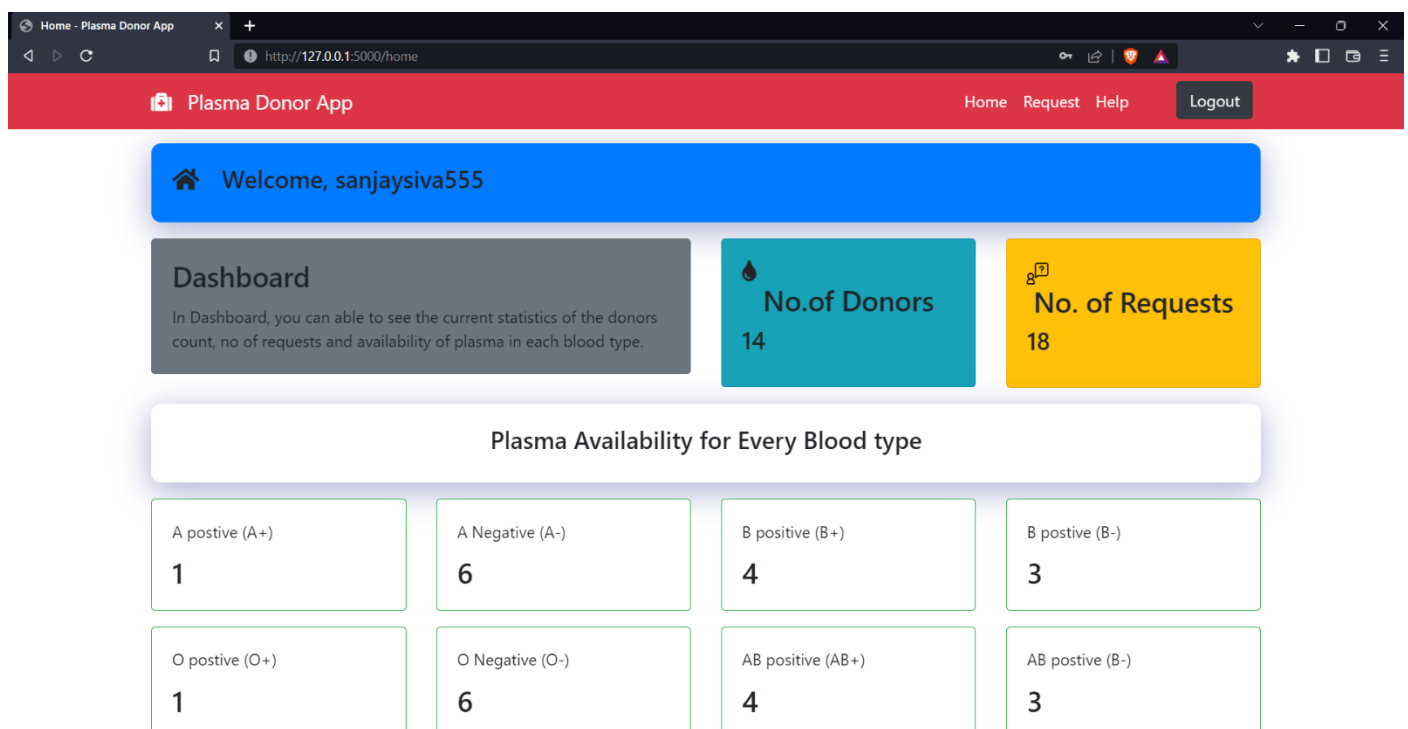 Home - Plasma Donor App
http://127.0.0.1:5000/home
Plasma Donor App
Home Request Help Logout
Welcome, sanjaysiva555
Dashboard
In Dashboard, you can able to see the current statistics of the donors
count, no of requests and availability of plasma in each blood type.
No.of Donors
14
No. of Requests
18
Plasma Availability for Every Blood type
A postive (A+)
1
A Negative (A-)
6
B positive (B+)
4
B postive (B-)
3
O postive (O+)
1
O Negative (O-)
6
AB positive (AB+)
4
AB postive (B-)
3